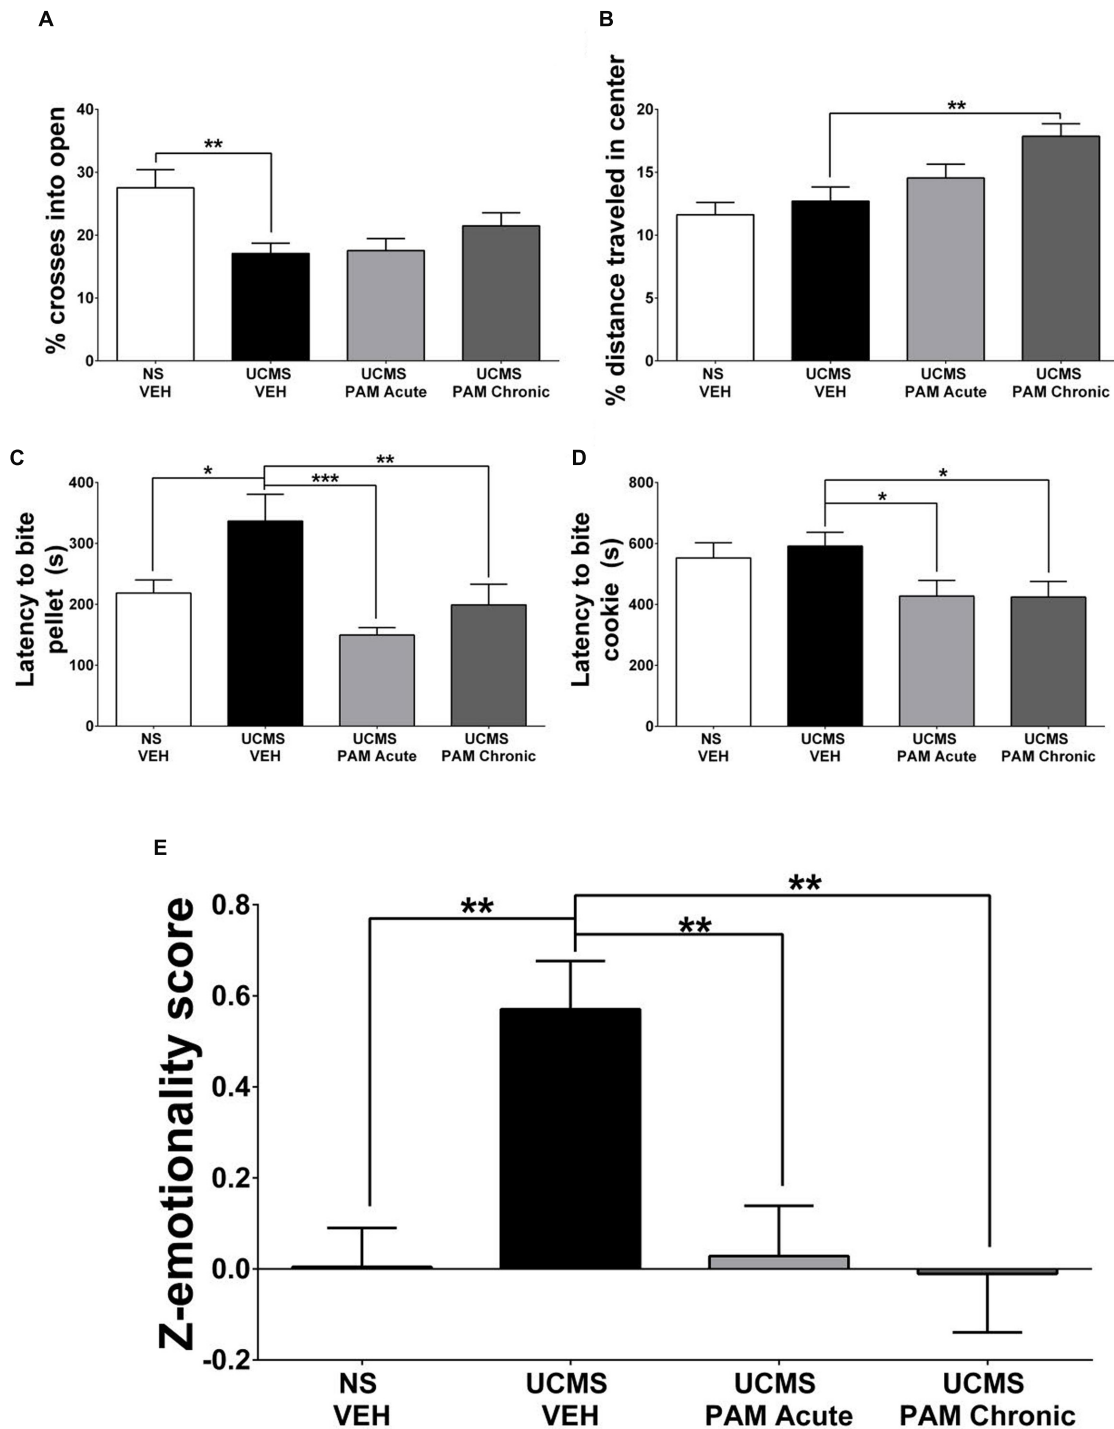 A
% crosses into open
40
30
20
10
0
**
NS
VEH
UCMS
VEH
UCMS
PAM Acute
UCMS
PAM Chronic
B
% distance traveled in center
20
15
10
5
0
**
NS
VEH
UCMS
VEH
UCMS
PAM Acute
UCMS
PAM Chronic
C
Latency to bite
pellet (s)
400
300
200
100
0
*
***
**
NS
VEH
UCMS
VEH
UCMS
PAM Acute
UCMS
PAM Chronic
D
Latency to bite
cookie (s)
800
600
400
200
0
*
*
NS
VEH
UCMS
VEH
UCMS
PAM Acute
UCMS
PAM Chronic
E
Z-emotionality score
0.8
0.6
0.4
0.2
0.0
-0.2
**
**
**
NS
VEH
UCMS
VEH
UCMS
PAM Acute
UCMS
PAM Chronic